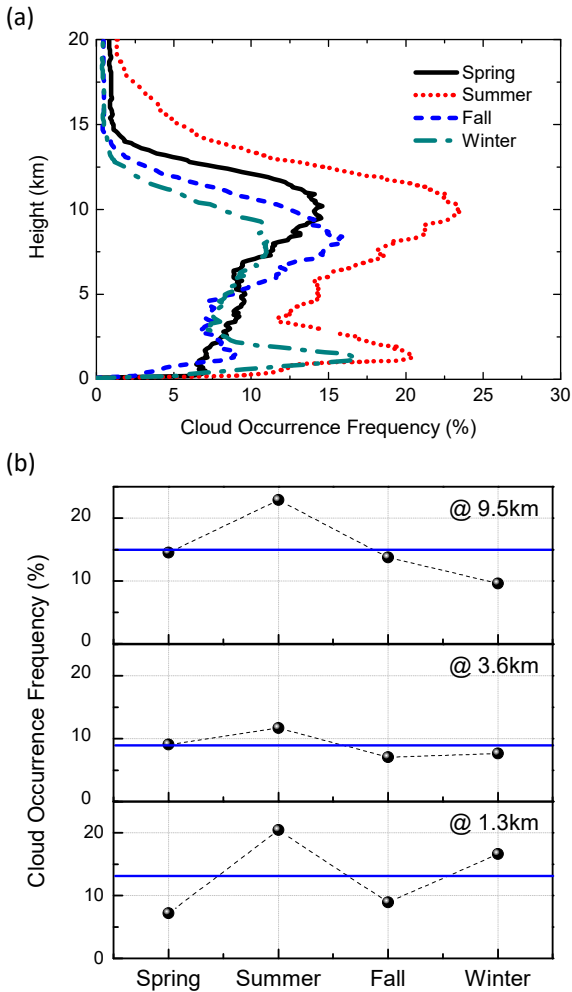 (a)
20
15
10
5
0
Height (km)
Spring
Summer
Fall
Winter
0 5 10 15 20 25 30
Cloud Occurrence Frequency (%)
(b)
Cloud Occurrence Frequency (%)
20
10
0
@ 9.5km
20
10
0
@ 3.6km
20
10
0
@ 1.3km
Spring Summer Fall Winter